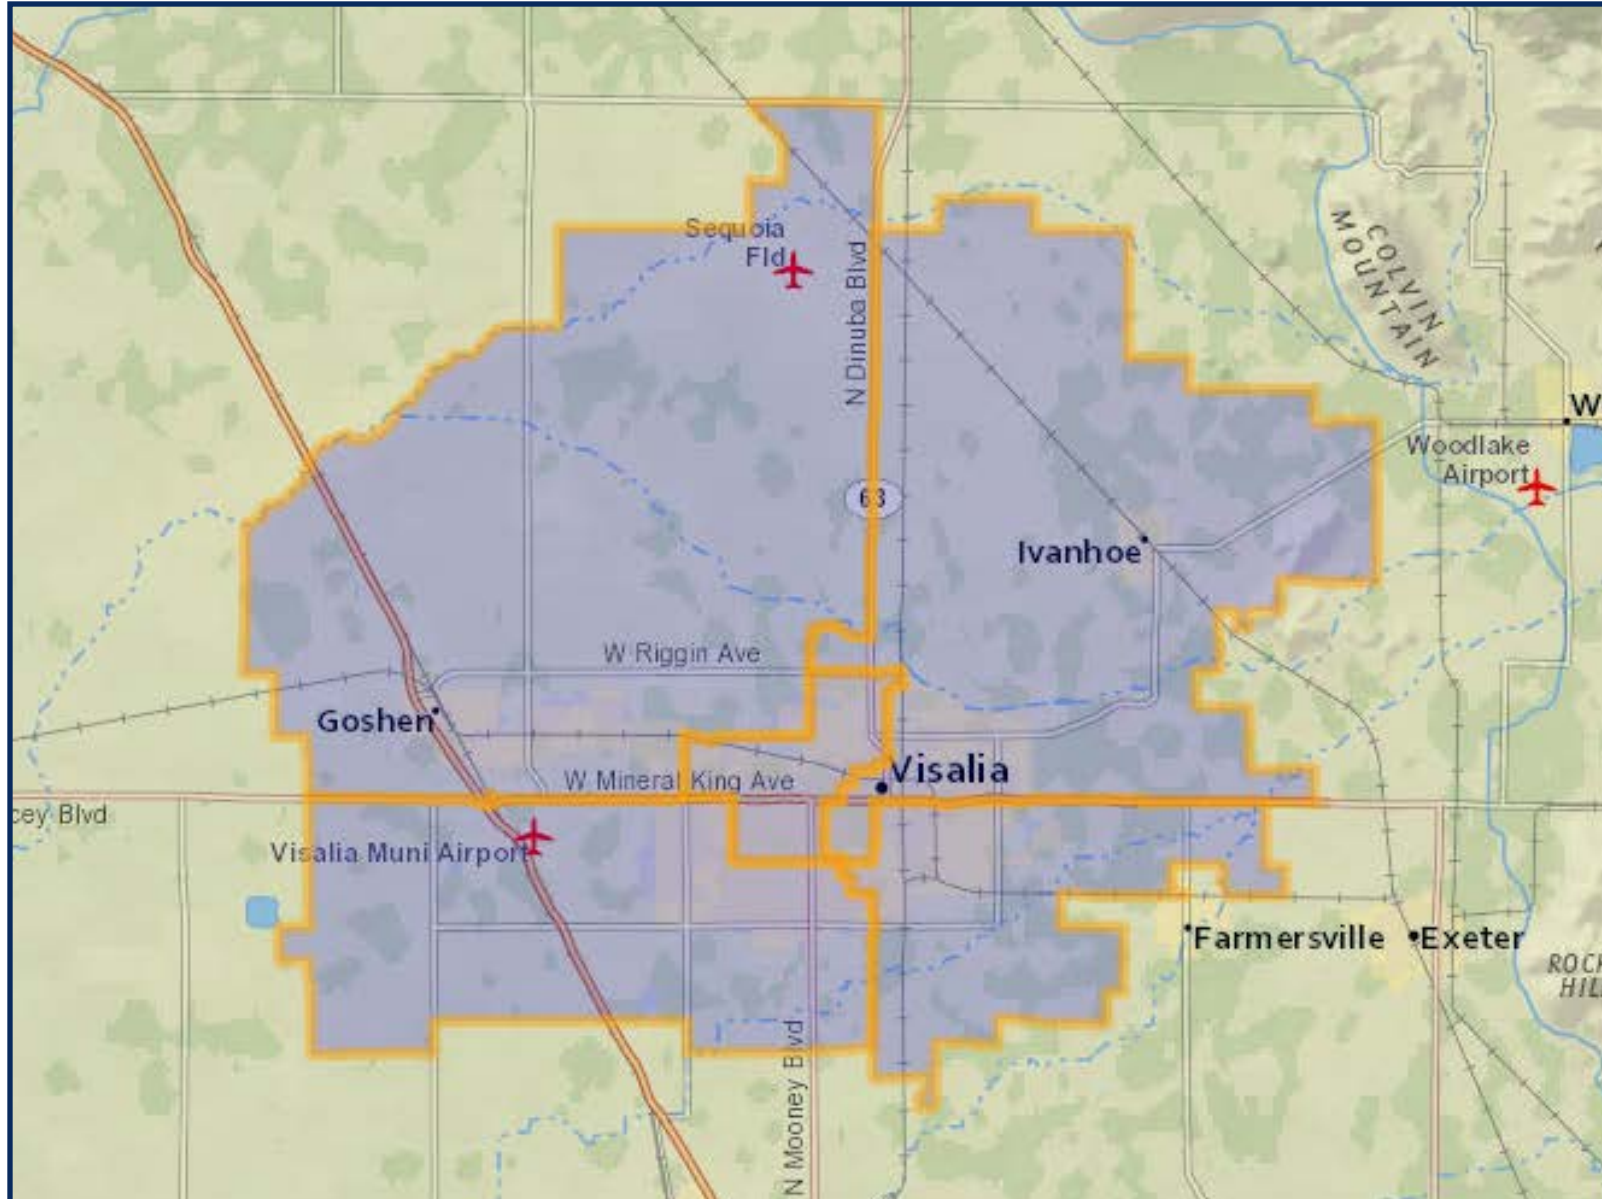 Sequoia
Fld
N Dinuba Blvd
COLVIN
MOUNTAIN
W
Woodlake
Airport
63
Ivanhoe
W Riggin Ave
Goshen
Visalia
W Mineral King Ave
cey Blvd
Visalia Muni Airport
Farmersville
Exeter
ROCK
HIL
N Mooney Blvd